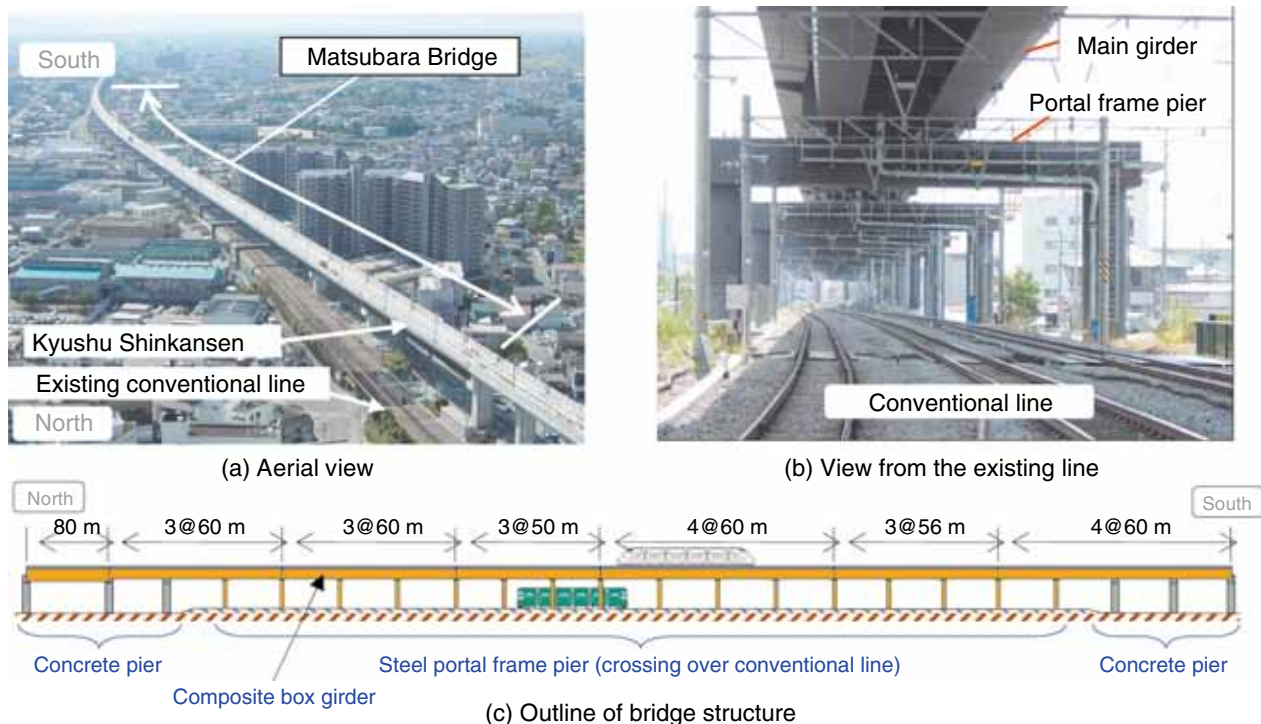 South
Matsubara Bridge
Kyushu Shinkansen
Existing conventional line
North
(a) Aerial view
Main girder
Portal frame pier
Conventional line
(b) View from the existing line
North
South
80 m 3@60 m 3@60 m 3@50 m 4@60 m 3@56 m 4@60 m
Concrete pier
Steel portal frame pier (crossing over conventional line)
Concrete pier
Composite box girder
(c) Outline of bridge structure